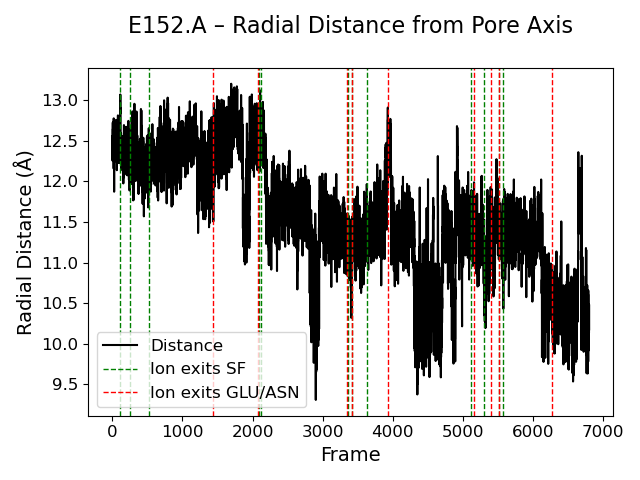 E152.A – Radial Distance from Pore Axis
Radial Distance (Å)
13.0
12.5
12.0
11.5
11.0
10.5
10.0
9.5
Distance
Ion exits SF
Ion exits GLU/ASN
0 1000 2000 3000 4000 5000 6000 7000
Frame